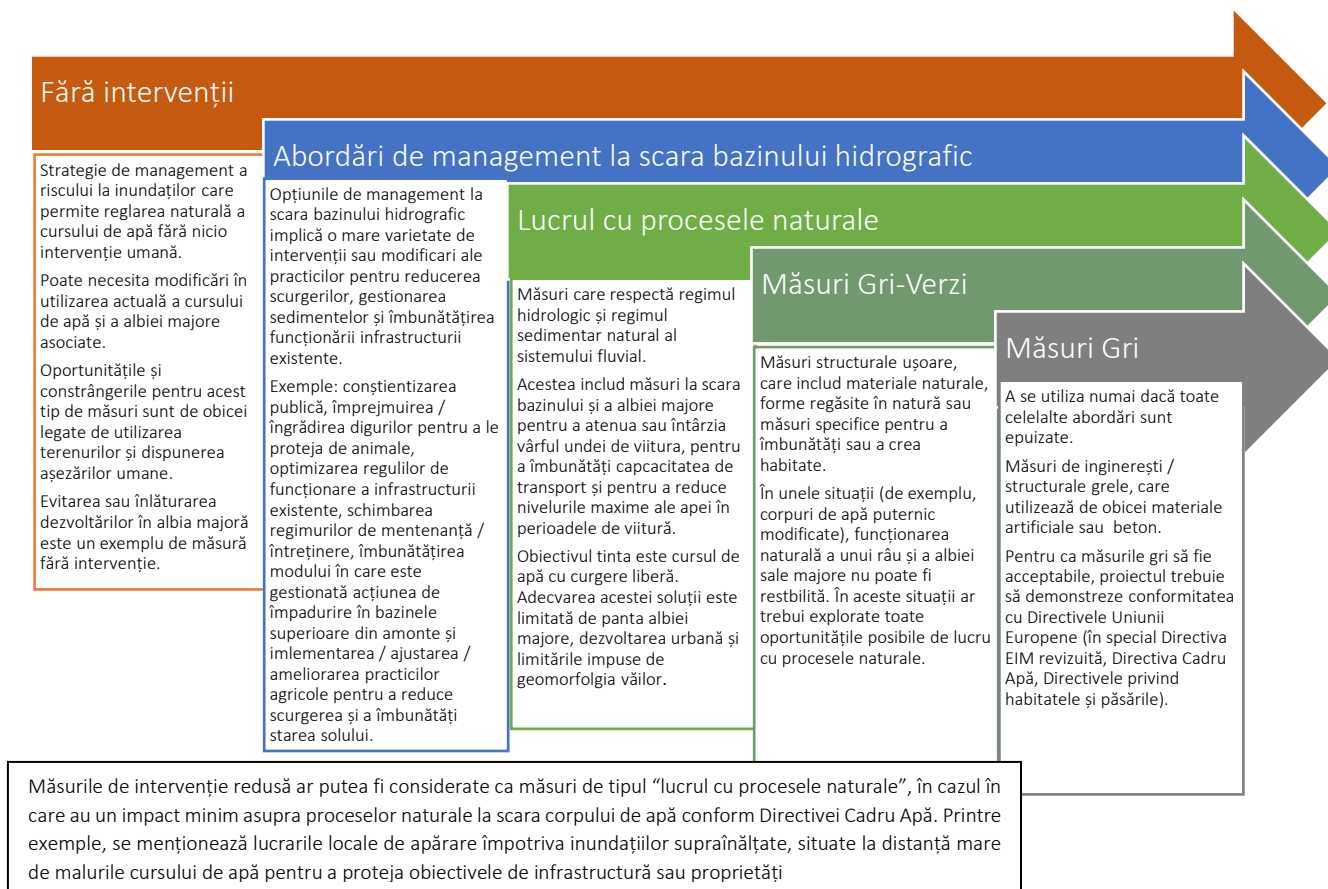 Fără intervenții
Strategie de management a
riscului la inundaților care
permite reglarea naturală a
cursului de apă fără nicio
intervenție umană.
Poate necesita modificări în
utilizarea actuală a cursului
de apă și a albiei majore
asociate.
Oportunitățile și
constrângerile pentru acest
tip de măsuri sunt de obicei
legate de utilizarea
terenurilor și dispunerea
așezărilor umane.
Evitarea sau înlăturarea
dezvoltărilor în albia majoră
este un exemplu de măsură
fără intervenție.
Abordări de management la scara bazinului hidrografic
Opțiunile de management la
scara bazinului hidrografic
implică o mare varietate de
intervenții sau modificari ale
practicilor pentru reducerea
scurgerilor, gestionarea
sedimentelor și îmbunătățirea
funcționării infrastructurii
existente.
Exemple: conștientizarea
publică, împrejmuirea /
îngrădirea digurilor pentru a le
proteja de animale,
optimizarea regulilor de
funcționare a infrastructurii
existente, schimbarea
regimurilor de mentenanță /
întreținere, îmbunătățirea
modului în care este
gestionată acțiunea de
împadurire în bazinele
superioare din amonte și
imlementarea / ajustarea /
ameliorarea practicilor
agricole pentru a reduce
scurgerea și a îmbunătăți
starea solului.
Lucrul cu procesele naturale
Măsuri care respectă regimul
hidrologic și regimul
sedimentar natural al
sistemului fluvial.
Acestea includ măsuri la scara
bazinului și a albiei majore
pentru a atenua sau întârzia
vârful undei de viitura, pentru
a îmbunătăți capcacitatea de
transport și pentru a reduce
nivelurile maxime ale apei în
perioadele de viitură.
Obiectivul tinta este cursul de
apă cu curgere liberă.
Adecvarea acestei soluții este
limitată de panta albiei
majore, dezvoltarea urbană și
limitările impuse de
geomorfolgia văilor.
Măsuri Gri-Verzi
Măsuri structurale ușoare,
care includ materiale naturale,
forme regăsite în natură sau
măsuri specifice pentru a
îmbunătăți sau a crea
habitate.
În unele situații (de exemplu,
corpuri de apă puternic
modificate), funcționarea
naturală a unui râu și a albiei
sale majore nu poate fi
restbilită. În aceste situații ar
trebui explorate toate
oportunitățile posibile de lucru
cu procesele naturale.
Măsuri Gri
A se utiliza numai dacă toate
celelalte abordări sunt
epuizate.
Măsuri de inginerești /
structurale grele, care
utilizează de obicei materiale
artificiale sau beton.
Pentru ca măsurile gri să fie
acceptabile, proiectul trebuie
să demonstreze conformitatea
cu Directivele Uniunii
Europene (în special Directiva
EIM revizuită, Directiva Cadru
Apă, Directivele privind
habitatele și păsările).
Măsurile de intervenție redusă ar putea fi considerate ca măsuri de tipul “lucrul cu procesele naturale”, în cazul în
care au un impact minim asupra proceselor naturale la scara corpului de apă conform Directivei Cadru Apă. Printre
exemple, se menționează lucrarile locale de apărare împotriva inundațiilor supraînălțate, situate la distanță mare
de malurile cursului de apă pentru a proteja obiectivele de infrastructură sau proprietăți